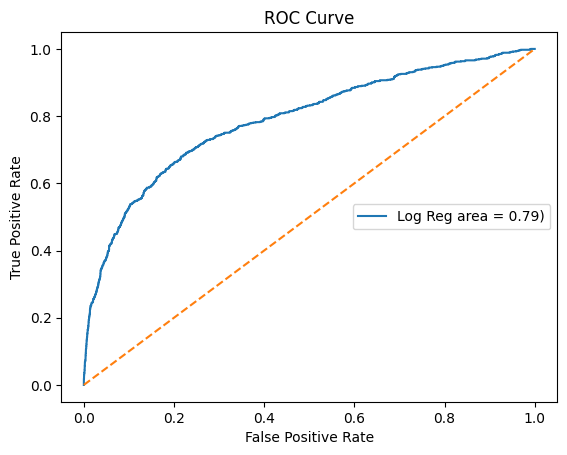 ROC Curve
1.0
0.8
0.6
0.4
0.2
0.0
True Positive Rate
Log Reg area = 0.79)
0.0 0.2 0.4 0.6 0.8 1.0
False Positive Rate